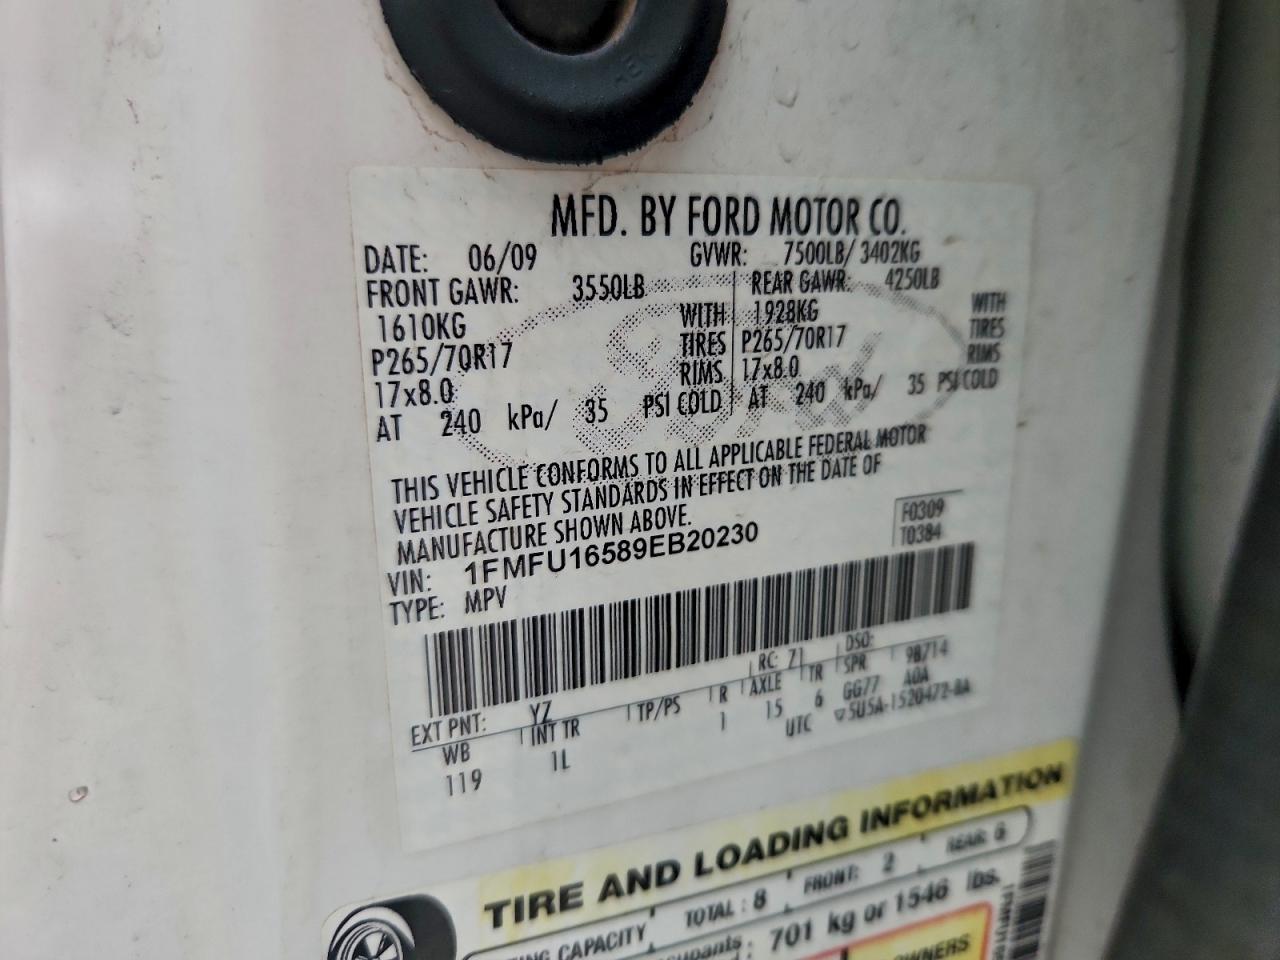 MFD. BY FORD MOTOR CO.
DATE: 06/09 GVWR: 7500LB/ 3402KG
FRONT GAWR: 3550LB REAR GAWR: 4250LB
1610KG WITH 1928KG WITH
P265/70R17 TIRES P265/70R17 TIRES
17x8.0 RIMS 17x8.0 RIMS
AT 240 kPa/ 35 PSI COLD AT 240 kPa/ 35 PSI COLD
THIS VEHICLE CONFORMS TO ALL APPLICABLE FEDERAL MOTOR
VEHICLE SAFETY STANDARDS IN EFFECT ON THE DATE OF
MANUFACTURE SHOWN ABOVE.
F0309
T0384
VIN: 1FMFU16589EB20230
TYPE: MPV
EXT PNT: YZ RC: 71 DSO:
WB INT TR TP/PS R AXLE TR SPR 98714
119 1L 1 15 6 GG77 A0A
UTC 5U5A-1520472-BA
TIRE AND LOADING INFORMATION
CAPACITY TOTAL : 8 FRONT: 2 REAR: 6
701 kg or 1546 lbs.
OWNERS